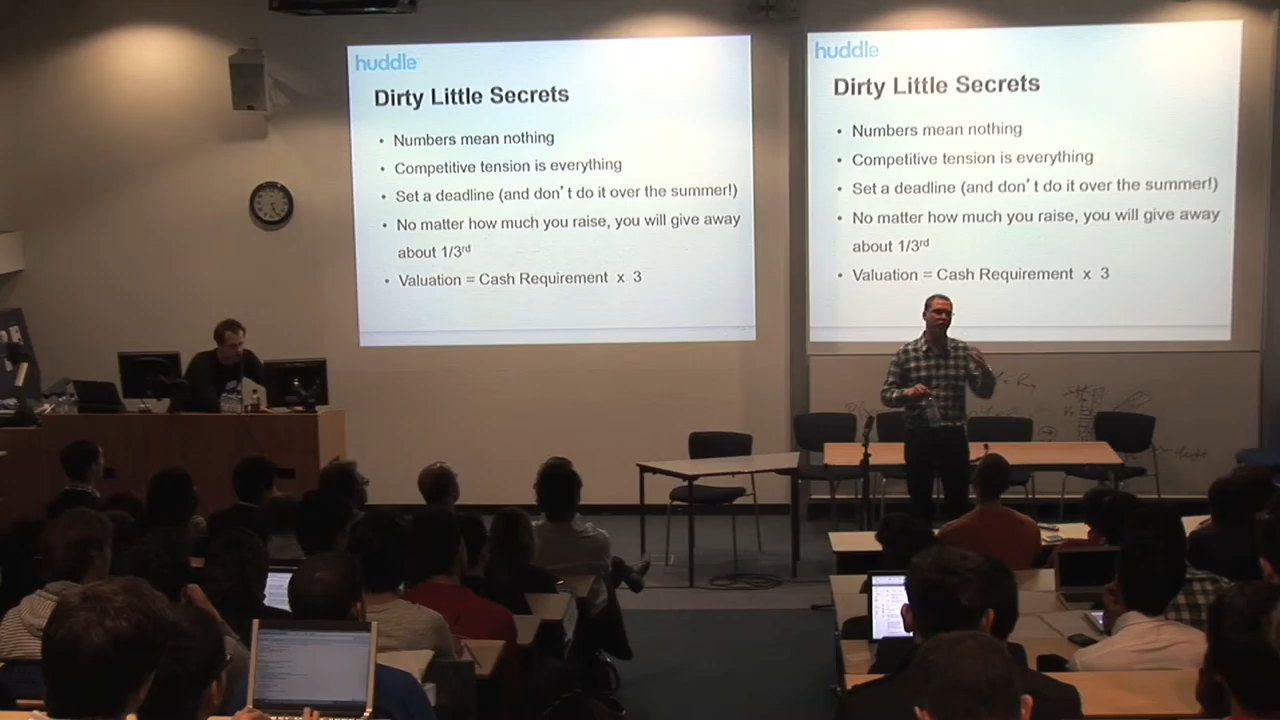 huddle
Dirty Little Secrets
• Numbers mean nothing
• Competitive tension is everything
• Set a deadline (and don't do it over the summer!)
• No matter how much you raise, you will give away
about 1/3rd
• Valuation = Cash Requirement x 3
huddle
Dirty Little Secrets
• Numbers mean nothing
• Competitive tension is everything
• Set a deadline (and don't do it over the summer!)
• No matter how much you raise, you will give away
about 1/3rd
• Valuation = Cash Requirement x 3